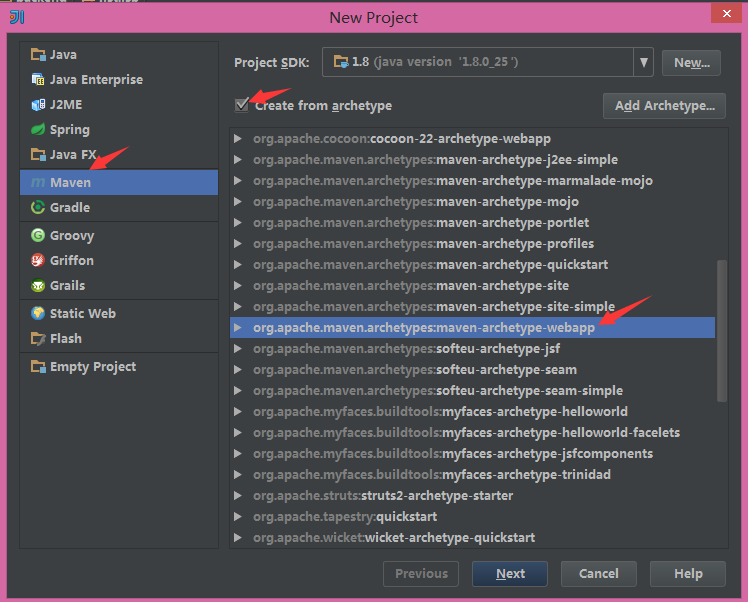 New Project
Java
Java Enterprise
J2ME
Spring
Java FX
Maven
Gradle
Groovy
Griffon
Grails
Static Web
Flash
Empty Project
Project SDK: 1.8 (java version '1.8.0_25 ') New...
Create from archetype Add Archetype...
org.apache.cocoon:cocoon-22-archetype-webapp
org.apache.maven.archetypes:maven-archetype-j2ee-simple
org.apache.maven.archetypes:maven-archetype-marmalade-mojo
org.apache.maven.archetypes:maven-archetype-mojo
org.apache.maven.archetypes:maven-archetype-portlet
org.apache.maven.archetypes:maven-archetype-profiles
org.apache.maven.archetypes:maven-archetype-quickstart
org.apache.maven.archetypes:maven-archetype-site
org.apache.maven.archetypes:maven-archetype-site-simple
org.apache.maven.archetypes:maven-archetype-webapp
org.apache.maven.archetypes:softeu-archetype-jsf
org.apache.maven.archetypes:softeu-archetype-seam
org.apache.maven.archetypes:softeu-archetype-seam-simple
org.apache.myfaces.buildtools:myfaces-archetype-helloworld
org.apache.myfaces.buildtools:myfaces-archetype-helloworld-facelets
org.apache.myfaces.buildtools:myfaces-archetype-jsfcomponents
org.apache.myfaces.buildtools:myfaces-archetype-trinidad
org.apache.struts:struts2-archetype-starter
org.apache.tapestry:quickstart
org.apache.wicket:wicket-archetype-quickstart
Previous Next Cancel Help